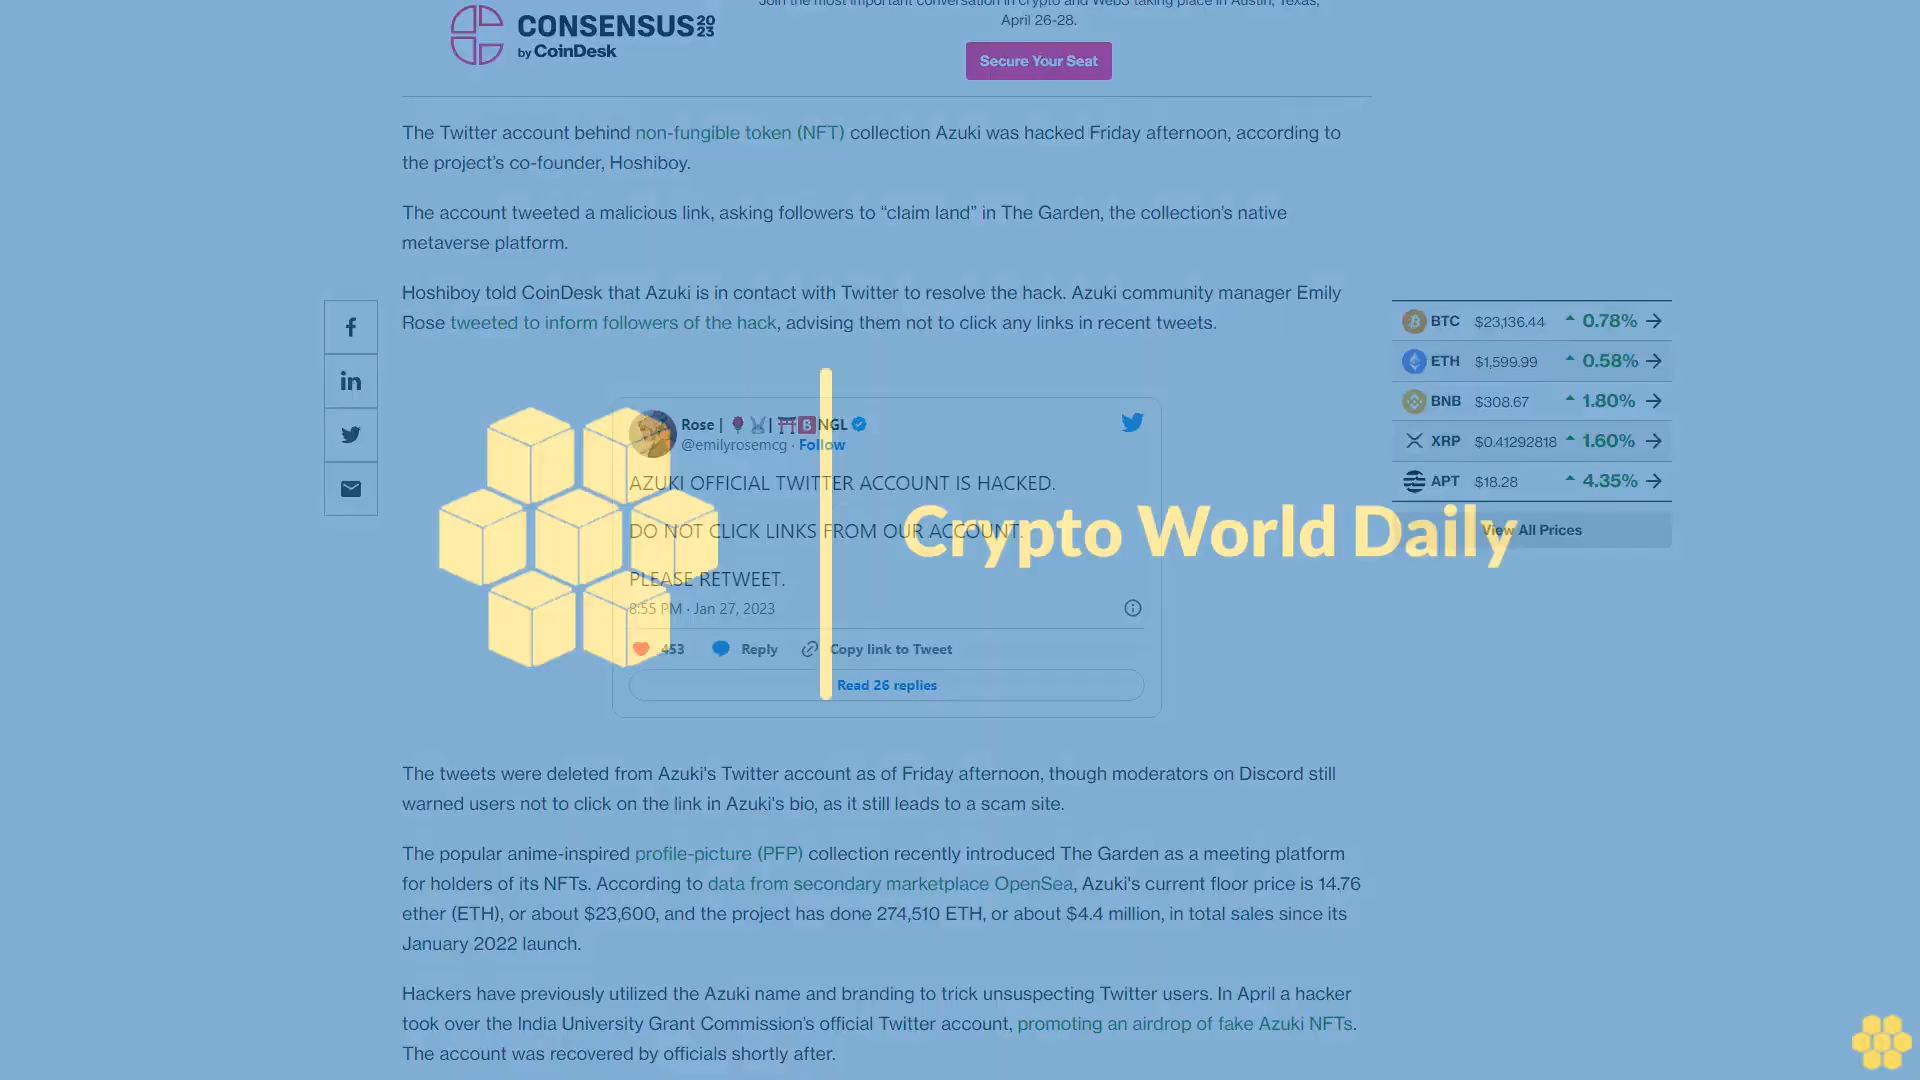 Join the most important conversation in crypto and Web3 taking place in Austin, Texas,
April 26-28.
CONSENSUS 2023
by CoinDesk
Secure Your Seat
The Twitter account behind non-fungible token (NFT) collection Azuki was hacked Friday afternoon, according to
the project's co-founder, Hoshiboy.
The account tweeted a malicious link, asking followers to “claim land” in The Garden, the collection's native
metaverse platform.
Hoshiboy told CoinDesk that Azuki is in contact with Twitter to resolve the hack. Azuki community manager Emily
Rose tweeted to inform followers of the hack, advising them not to click any links in recent tweets.
f
in
BTC $23,136.44 0.78%
ETH $1,599.99 0.58%
BNB $308.67 1.80%
XRP $0.41292818 1.60%
APT $18.28 4.35%
View All Prices
Rose | | B NGL
@emilyrosemcg · Follow
AZUKI OFFICIAL TWITTER ACCOUNT IS HACKED.
DO NOT CLICK LINKS FROM OUR ACCOUNT.
PLEASE RETWEET.
8:55 PM · Jan 27, 2023
453 Reply Copy link to Tweet
Read 26 replies
Crypto World Daily
The tweets were deleted from Azuki's Twitter account as of Friday afternoon, though moderators on Discord still
warned users not to click on the link in Azuki's bio, as it still leads to a scam site.
The popular anime-inspired profile-picture (PFP) collection recently introduced The Garden as a meeting platform
for holders of its NFTs. According to data from secondary marketplace OpenSea, Azuki's current floor price is 14.76
ether (ETH), or about $23,600, and the project has done 274,510 ETH, or about $4.4 million, in total sales since its
January 2022 launch.
Hackers have previously utilized the Azuki name and branding to trick unsuspecting Twitter users. In April a hacker
took over the India University Grant Commission's official Twitter account, promoting an airdrop of fake Azuki NFTs.
The account was recovered by officials shortly after.